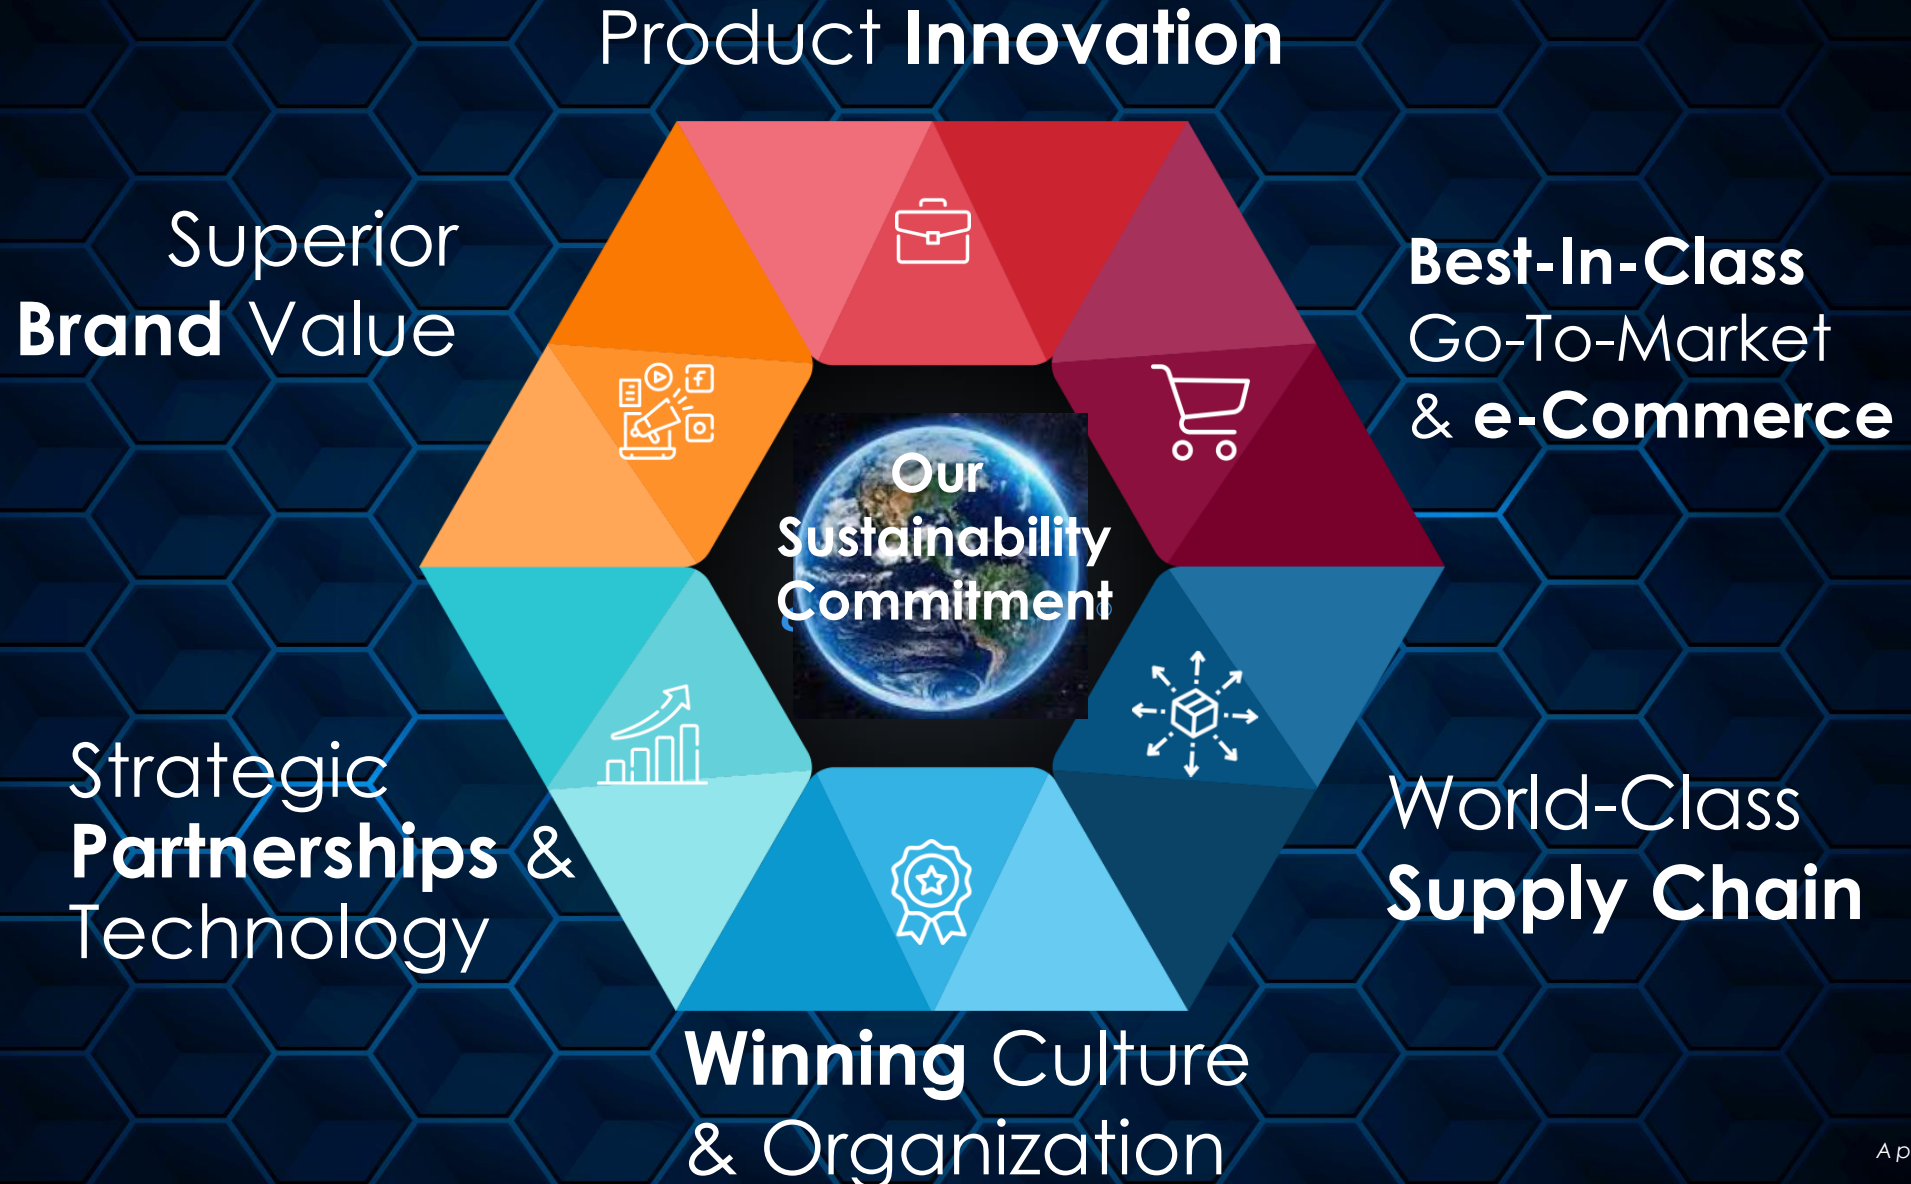 Product Innovation
Superior
Brand Value
Best-In-Class
Go-To-Market
& e-Commerce
Our
Sustainability
Commitment
Strategic
Partnerships &
Technology
World-Class
Supply Chain
Winning Culture
& Organization